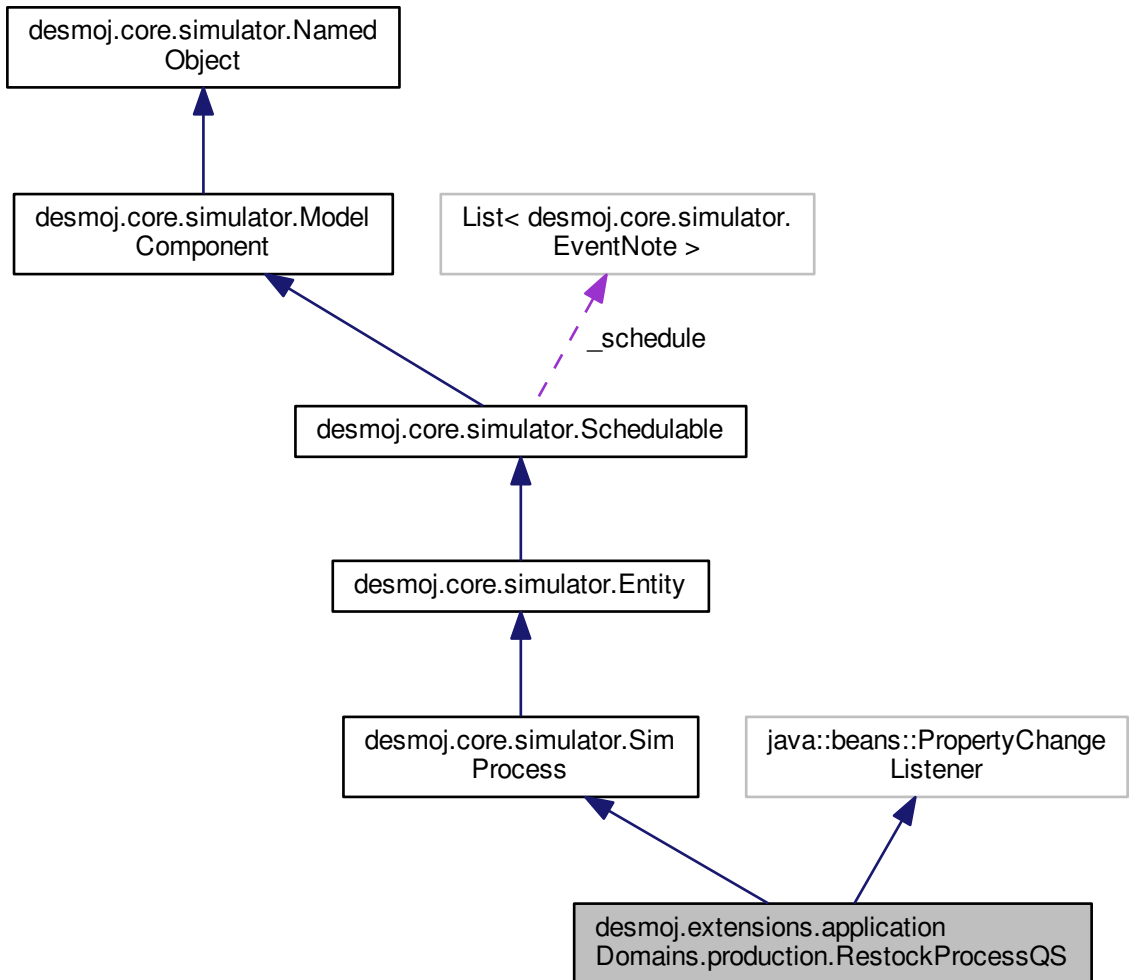 desmoj.core.simulator.Named
Object
desmoj.core.simulator.Model
Component
List< desmoj.core.simulator.
EventNote >
_schedule
desmoj.core.simulator.Schedulable
desmoj.core.simulator.Entity
desmoj.core.simulator.Sim
Process
java::beans::PropertyChange
Listener
desmoj.extensions.application
Domains.production.RestockProcessQS